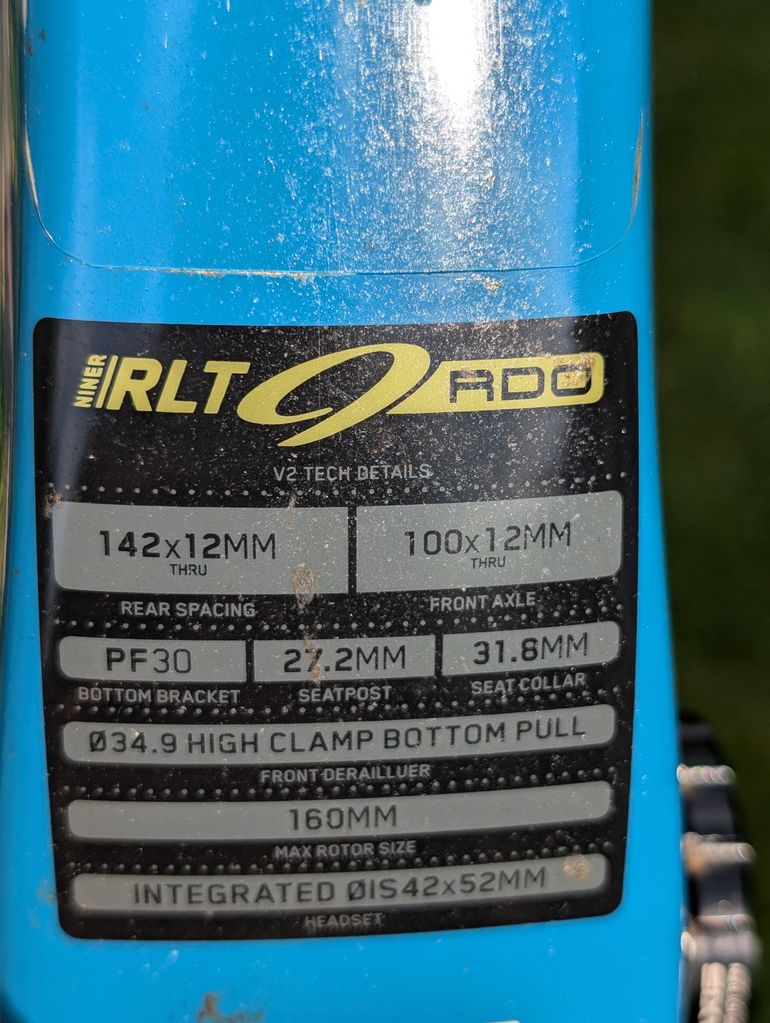 NINER RLT 9 RDO
V2 TECH DETAILS
142x12MM 100x12MM
THRU THRU
REAR SPACING FRONT AXLE
PF30 27.2MM 31.8MM
BOTTOM BRACKET SEATPOST SEAT COLLAR
Ø34.9 HIGH CLAMP BOTTOM PULL
FRONT DERAILLUER
160MM
MAX ROTOR SIZE
INTEGRATED ØIS42x52MM
HEADSET